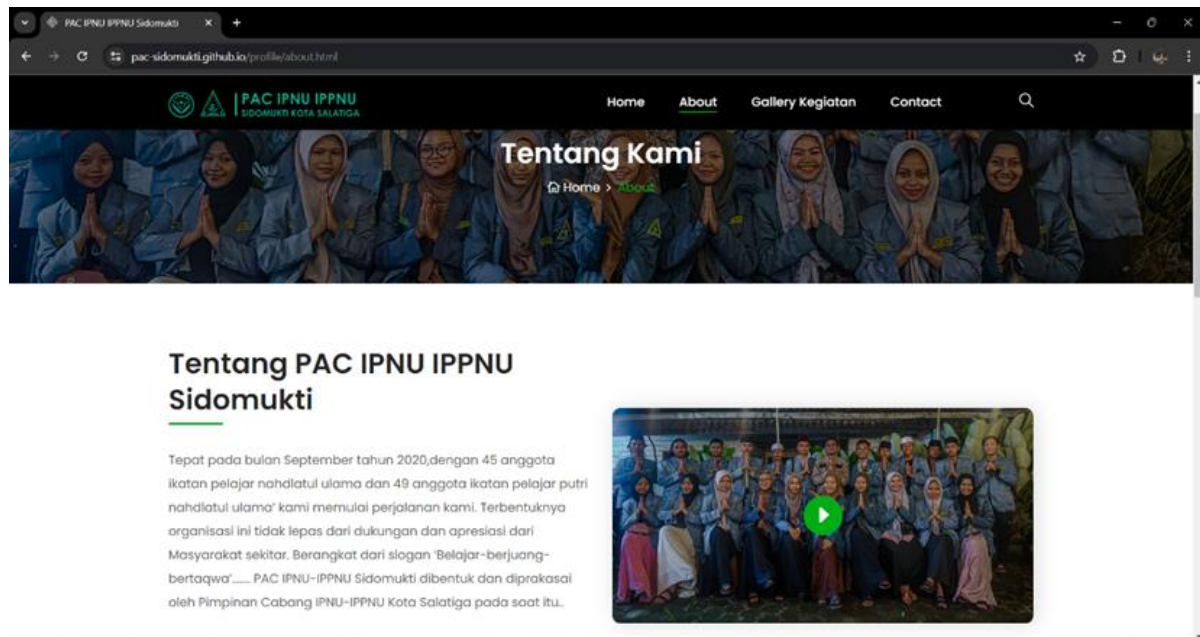 PAC IPNU IPPNU Sidomukti
pac-sidomukti.github.io/profile/about.html
PAC IPNU IPPNU
SIDOMUKTI KOTA SALATIGA
Home About Gallery Kegiatan Contact
Tentang Kami
Home > About
Tentang PAC IPNU IPPNU
Sidomukti
Tepat pada bulan September tahun 2020,dengan 45 anggota
ikatan pelajar nahdlatul ulama dan 49 anggota ikatan pelajar putri
nahdlatul ulama' kami memulai perjalanan kami. Terbentuknya
organisasi ini tidak lepas dari dukungan dan apresiasi dari
Masyarakat sekitar. Berangkat dari slogan 'Belajar-berjuang-
bertaqwa'...... PAC IPNU-IPPNU Sidomukti dibentuk dan diprakasai
oleh Pimpinan Cabang IPNU-IPPNU Kota Salatiga pada saat itu..